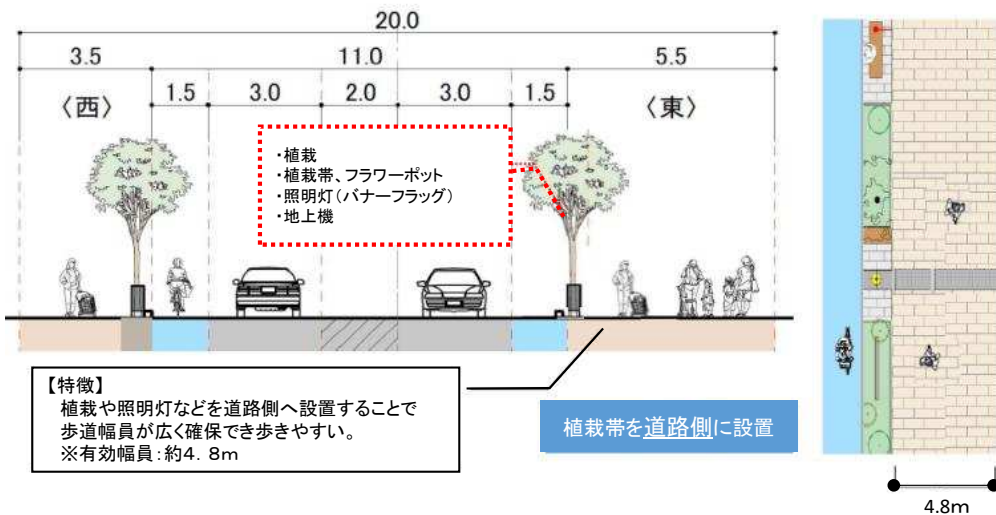 20.0
3.5
11.0
5.5
〈西〉
1.5
3.0
2.0
3.0
1.5
〈東〉
・植栽
・植栽帯、フラワーポット
・照明灯(バナーフラッグ)
・地上機
【特徴】
植栽や照明灯などを道路側へ設置することで
歩道幅員が広く確保でき歩きやすい。
※有効幅員:約4.8m
植栽帯を道路側に設置
4.8m